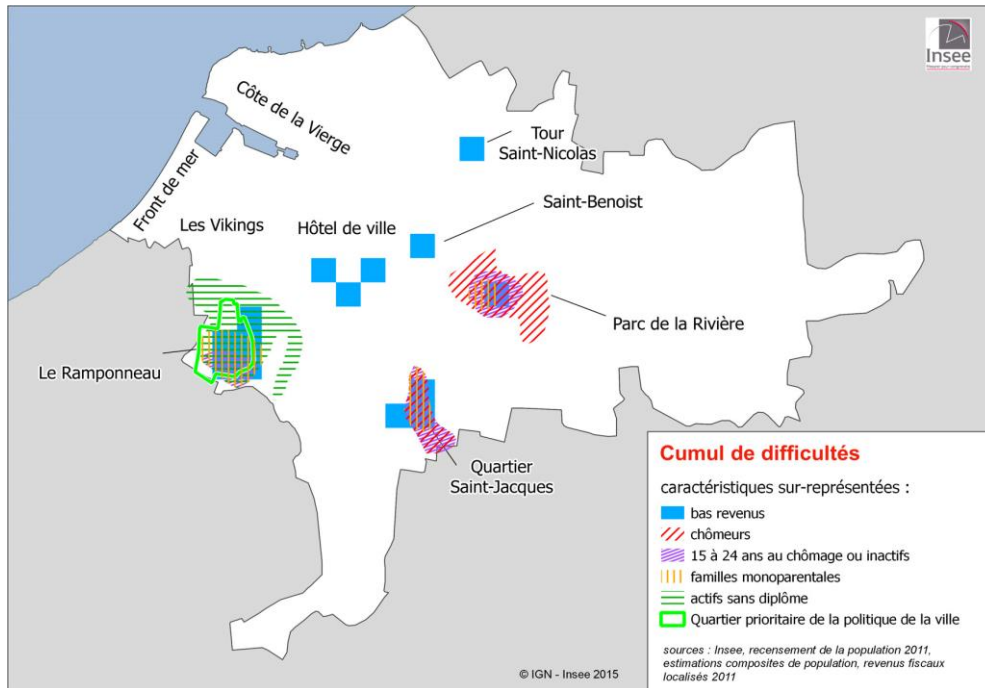 Insee
Côte de la Vierge
Tour
Saint-Nicolas
Front de mer
Saint-Benoist
Les Vikings
Hôtel de ville
Parc de la Rivière
Le Ramponneau
Quartier
Saint-Jacques
Cumul de difficultés
caractéristiques sur-représentées :
bas revenus
chômeurs
15 à 24 ans au chômage ou inactifs
familles monoparentales
actifs sans diplôme
Quartier prioritaire de la politique de la ville
sources : Insee, recensement de la population 2011,
estimations composites de population, revenus fiscaux
localisés 2011
© IGN - Insee 2015